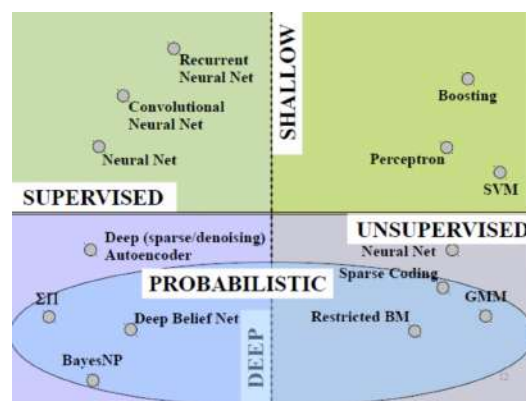 Recurrent
Neural Net
Convolutional
Neural Net
Neural Net
SHALLOW
Boosting
Perceptron
SVM
SUPERVISED
UNSUPERVISED
Deep (sparse/denoising)
Autoencoder
Neural Net
Sparse Coding
PROBABILISTIC
ΣΠ
Deep Belief Net
BayesNP
DEEP
GMM
Restricted BM